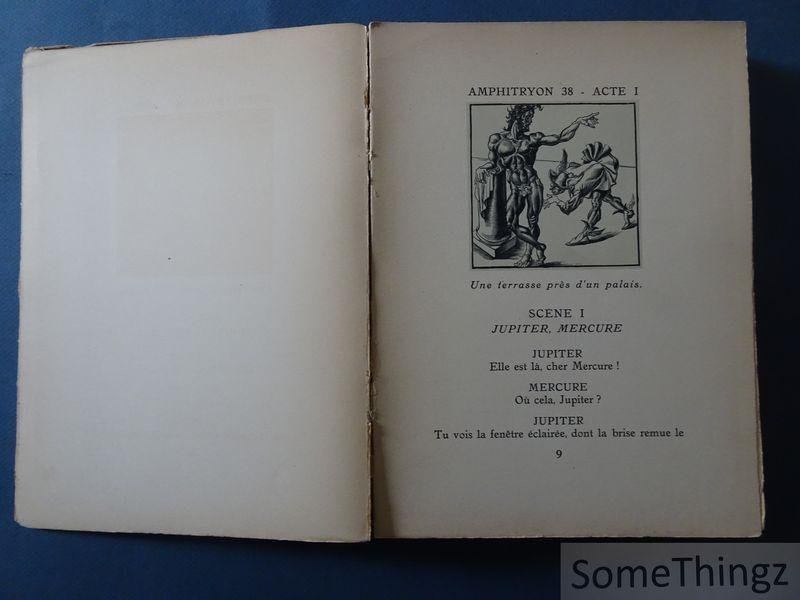 AMPHITRYON 38 - ACTE I
Une terrasse près d'un palais.
SCÈNE I
JUPITER, MERCURE
JUPITER
Elle est là, cher Mercure !
MERCURE
Où cela, Jupiter ?
JUPITER
Tu vois la fenêtre éclairée, dont la brise remue le
9
SomeThingz